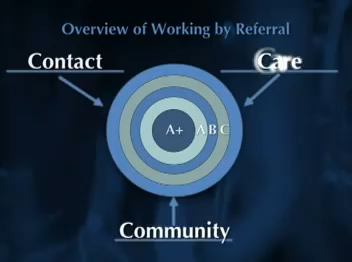 Overview of Working by Referral
Contact
Care
A+ A B C
Community